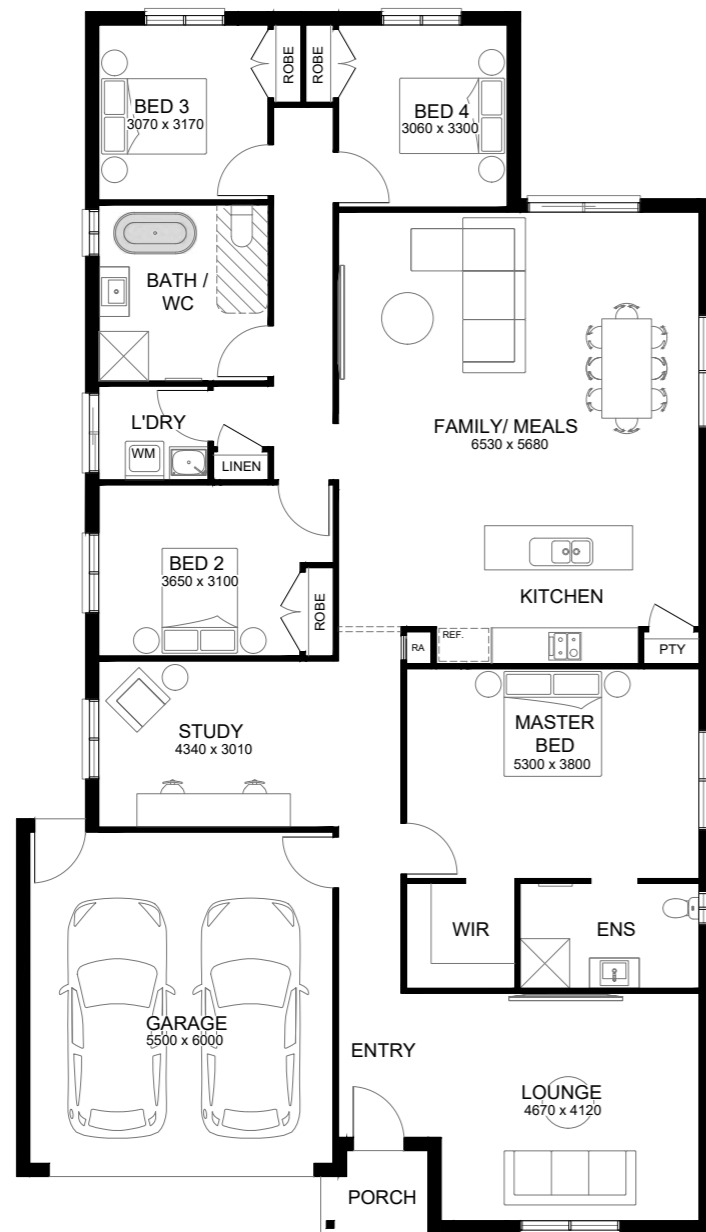 ROBE
ROBE
BED 3
3070 x 3170
BED 4
3060 x 3300
BATH /
WC
L'DRY
WM
LINEN
FAMILY/ MEALS
6530 x 5680
BED 2
3650 x 3100
ROBE
KITCHEN
RA
REF.
PTY
STUDY
4340 x 3010
MASTER
BED
5300 x 3800
WIR
ENS
GARAGE
5500 x 6000
ENTRY
LOUNGE
4670 x 4120
PORCH